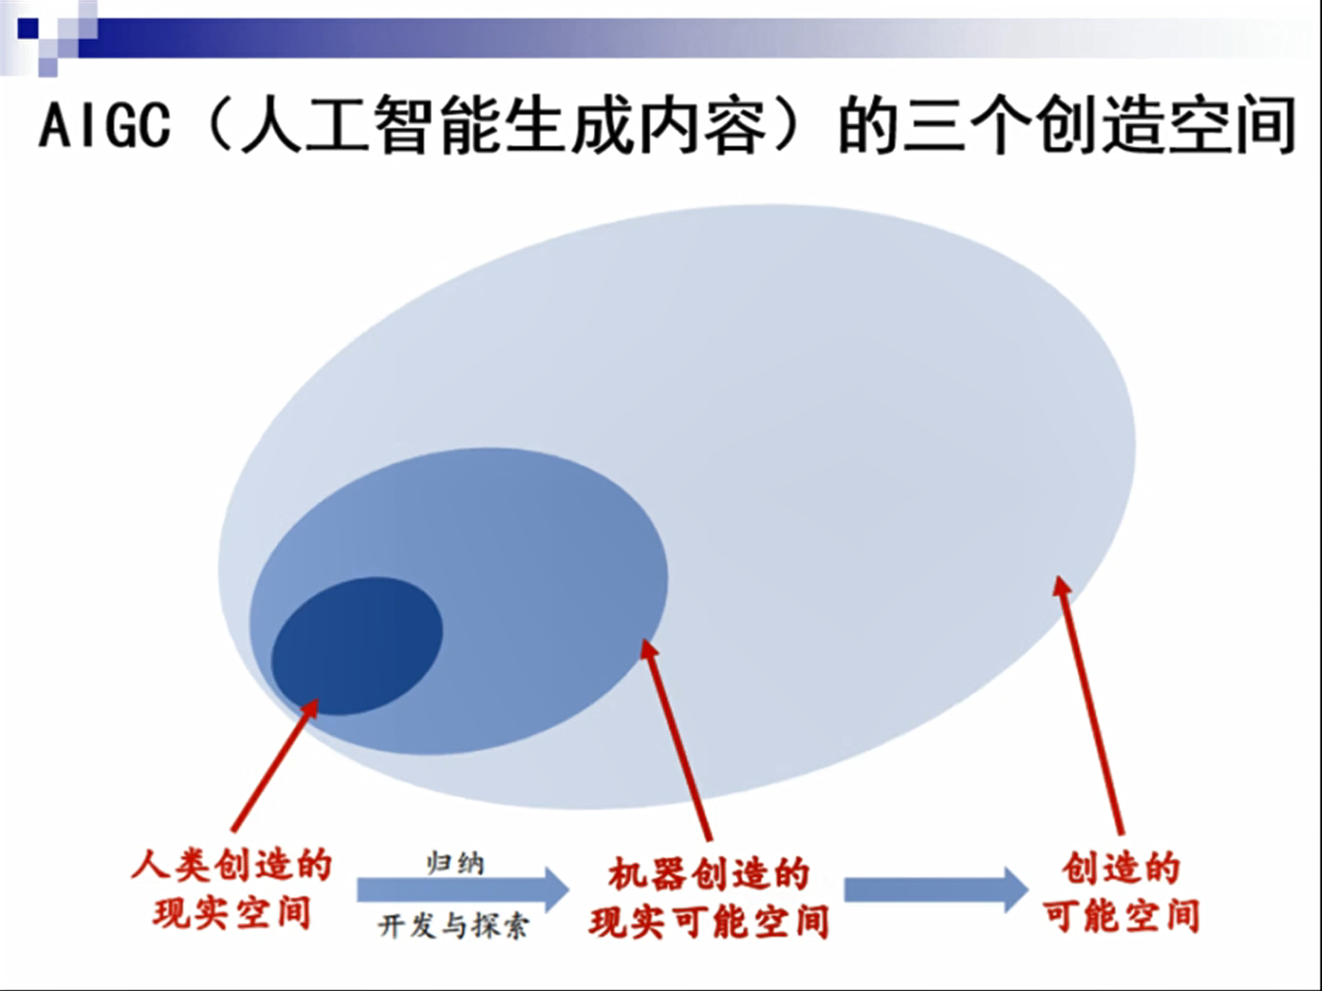 AIGC（人工智能生成内容）的三个创造空间
人类创造的
现实空间
归纳
开发与探索
机器创造的
现实可能空间
创造的
可能空间